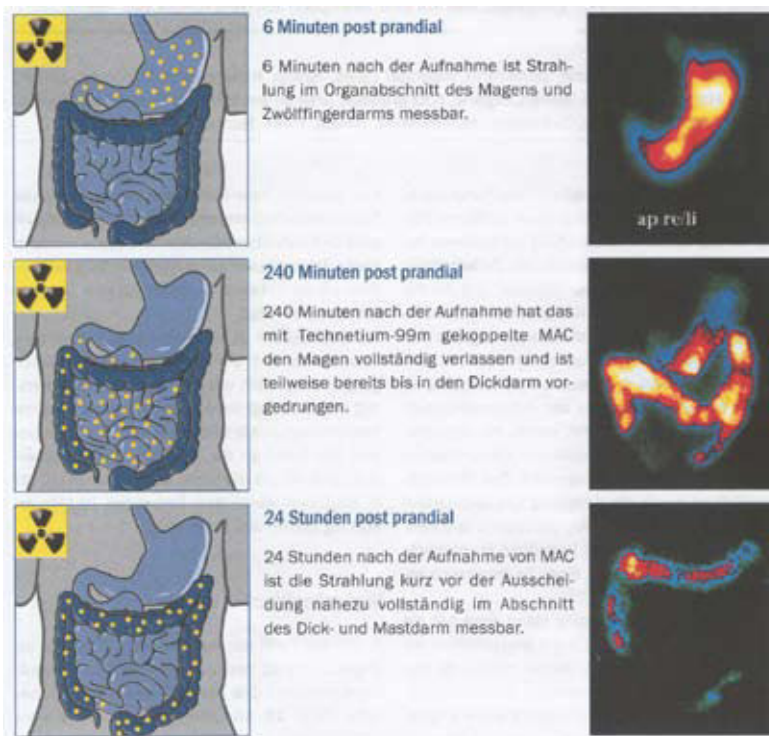 6 Minuten post prandial
6 Minuten nach der Aufnahme ist Strah-
lung im Organabschnitt des Magens und
Zwölffingerdarms messbar.
ap re/li
240 Minuten post prandial
240 Minuten nach der Aufnahme hat das
mit Technetium-99m gekoppelte MAC
den Magen vollständig verlassen und ist
teilweise bereits bis in den Dickdarm vor-
gedrungen.
24 Stunden post prandial
24 Stunden nach der Aufnahme von MAC
ist die Strahlung kurz vor der Ausschei-
dung nahezu vollständig im Abschnitt
des Dick- und Mastdarm messbar.